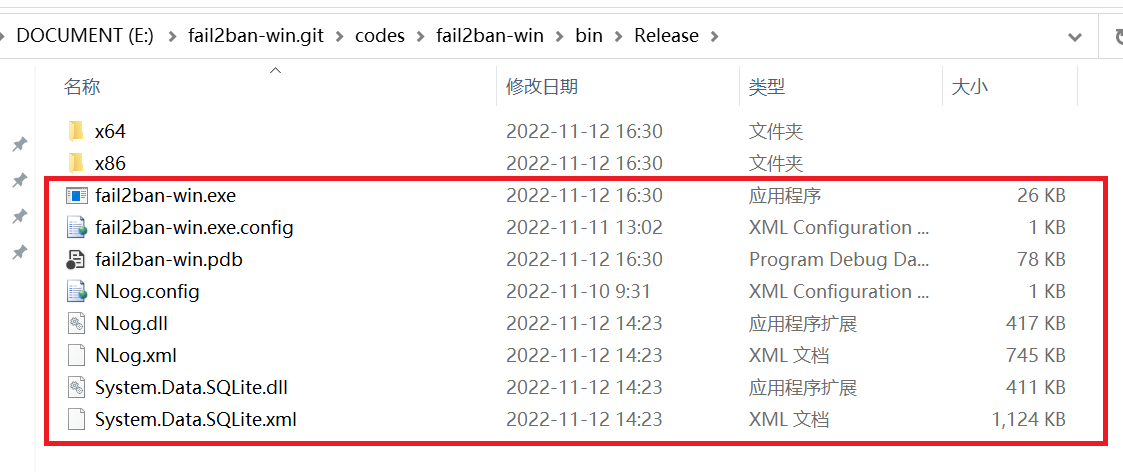 DOCUMENT (E:) fail2ban-win.git codes fail2ban-win bin Release
名称 修改日期 类型 大小
x64 2022-11-12 16:30 文件夹
x86 2022-11-12 16:30 文件夹
fail2ban-win.exe 2022-11-12 16:30 应用程序 26 KB
fail2ban-win.exe.config 2022-11-11 13:02 XML Configuration ... 1 KB
fail2ban-win.pdb 2022-11-12 16:30 Program Debug Da... 78 KB
NLog.config 2022-11-10 9:31 XML Configuration ... 1 KB
NLog.dll 2022-11-12 14:23 应用程序扩展 417 KB
NLog.xml 2022-11-12 14:23 XML 文档 745 KB
System.Data.SQLite.dll 2022-11-12 14:23 应用程序扩展 411 KB
System.Data.SQLite.xml 2022-11-12 14:23 XML 文档 1,124 KB